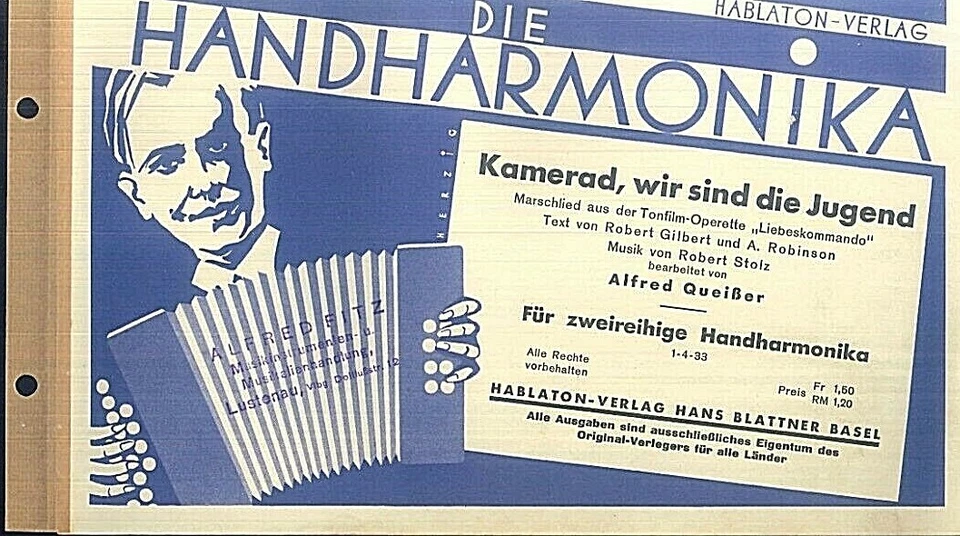 HABLATON-VERLAG
DIE
HANDHARMONIKA
HERZIG
Kamerad, wir sind die Jugend
Marschlied aus der Tonfilm-Operette „Liebeskommando“
Text von Robert Gilbert und A. Robinson
Musik von Robert Stolz
bearbeitet von
Alfred Queißer
Für zweireihige Handharmonika
1-4-33
Alle Rechte
vorbehalten
Preis Fr 1,50
RM 1,20
HABLATON-VERLAG HANS BLATTNER BASEL
Alle Ausgaben sind ausschließliches Eigentum des
Original-Verlegers für alle Länder
ALFRED FITZ
Musikinstrumenten- u.
Musikalienhandlung,
Lustenau, Vlbg. Dollfußstr. 12